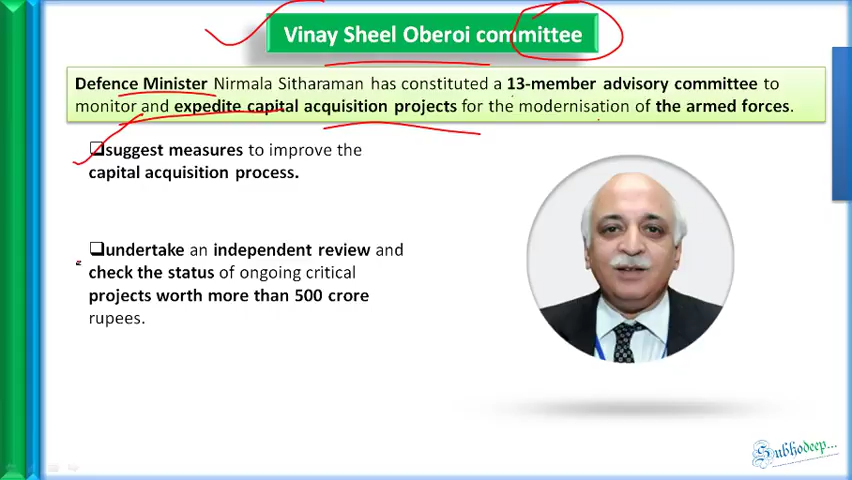 Vinay Sheel Oberoi committee
Defence Minister Nirmala Sitharaman has constituted a 13-member advisory committee to
monitor and expedite capital acquisition projects for the modernisation of the armed forces.
suggest measures to improve the
capital acquisition process.
undertake an independent review and
check the status of ongoing critical
projects worth more than 500 crore
rupees.
Subhodeep...